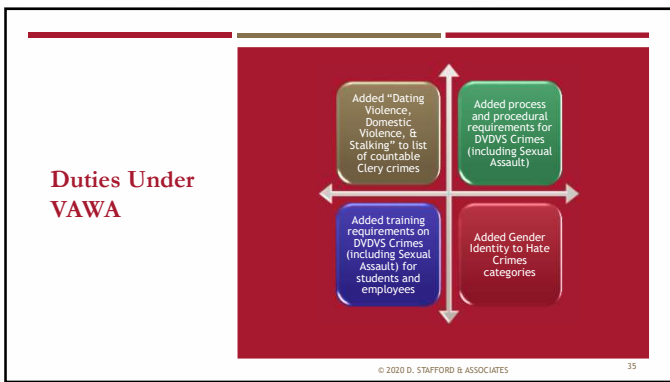 Duties Under
VAWA
Added “Dating
Violence,
Domestic
Violence, &
Stalking” to list
of countable
Clery crimes
Added process
and procedural
requirements for
DVDVS Crimes
(including Sexual
Assault)
Added training
requirements on
DVDVS Crimes
(including Sexual
Assault) for
students and
employees
Added Gender
Identity to Hate
Crimes
categories
© 2020 D. STAFFORD & ASSOCIATES
35